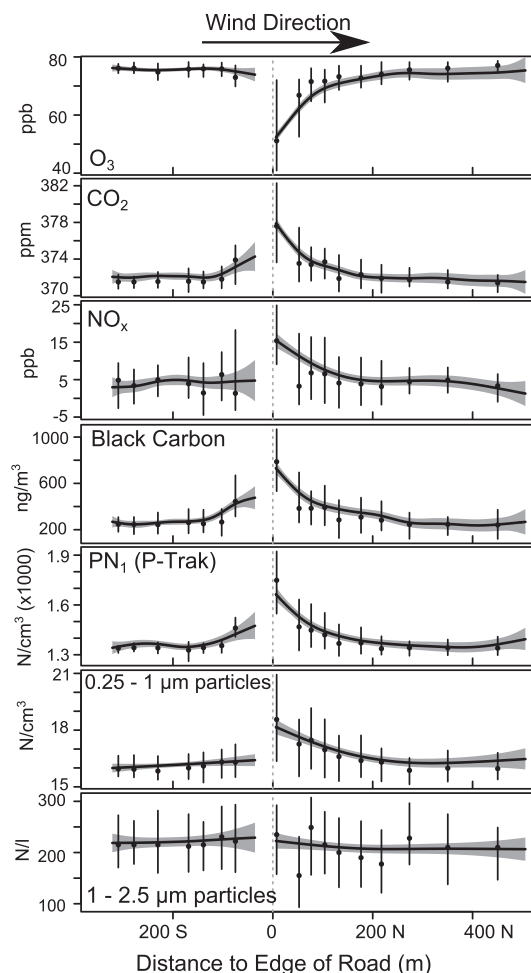 Wind Direction
80
60
40
ppb
O3
382
378
374
370
ppm
CO2
25
15
5
-5
ppb
NOx
1000
600
200
ng/m³
Black Carbon
1.9
1.6
1.3
N/cm³ (x1000)
PN1 (P-Trak)
21
18
15
N/cm³
0.25 - 1 µm particles
300
200
100
N/l
1 - 2.5 µm particles
200 S 0 200 N 400 N
Distance to Edge of Road (m)